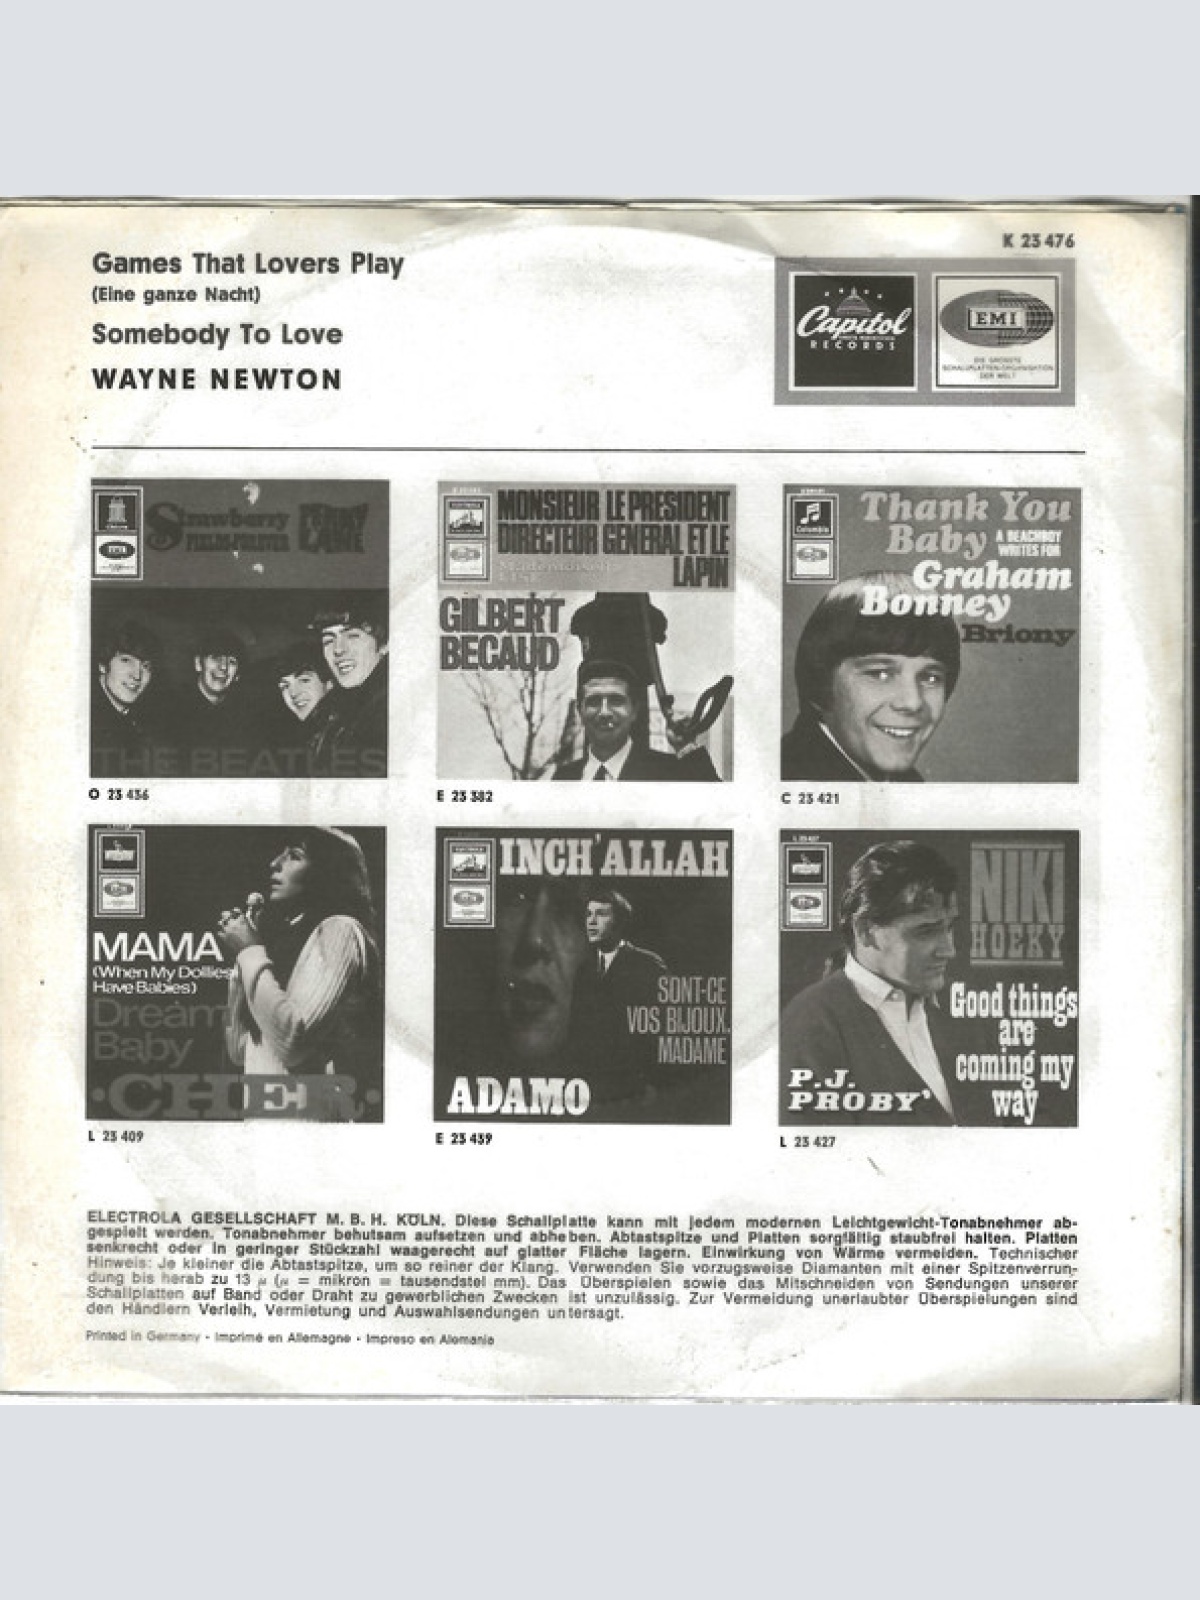 K 23 476
Games That Lovers Play
(Eine ganze Nacht)
Somebody To Love
WAYNE NEWTON
Capitol
RECORDS
EMI
DIE GRÖSSTE
SCHALLPLATTEN-ORGANISATION
DER WELT
Strawberry
FIELDS FOREVER
PENNY
LANE
THE BEATLES
O 23 436
MONSIEUR LE PRESIDENT
DIRECTEUR GENERAL ET LE
LAPIN
Mademoiselle
LISE
GILBERT
BECAUD
E 23 382
Columbia
Thank You
Baby
A BEACHBOY
WRITES FOR
Graham
Bonney
Briony
C 23 421
MAMA
(When My Dollies
Have Babies)
Dream
Baby
·CHER·
L 23 409
INCH'ALLAH
SONT-CE
VOS BIJOUX.
MADAME
ADAMO
E 23 439
NIKI
HOEKY
Good things
are
coming my
way
P.J.
PROBY
L 23 427
ELECTROLA GESELLSCHAFT M. B. H. KÖLN. Diese Schallplatte kann mit jedem modernen Leichtgewicht-Tonabnehmer ab-
gespielt werden. Tonabnehmer behutsam aufsetzen und abheben. Abtastspitze und Platten sorgfältig staubfrei halten. Platten
senkrecht oder in geringer Stückzahl waagerecht auf glatter Fläche lagern. Einwirkung von Wärme vermeiden. Technischer
Hinweis: Je kleiner die Abtastspitze, um so reiner der Klang. Verwenden Sie vorzugsweise Diamanten mit einer Spitzenverrun-
dung bis herab zu 13 µ (µ = mikron = tausendstel mm). Das Überspielen sowie das Mitschneiden von Sendungen unserer
Schallplatten auf Band oder Draht zu gewerblichen Zwecken ist unzulässig. Zur Vermeidung unerlaubter Überspielungen sind
den Händlern Verleih, Vermietung und Auswahlsendungen untersagt.
Printed in Germany · Imprimé en Allemagne · Impreso en Alemania